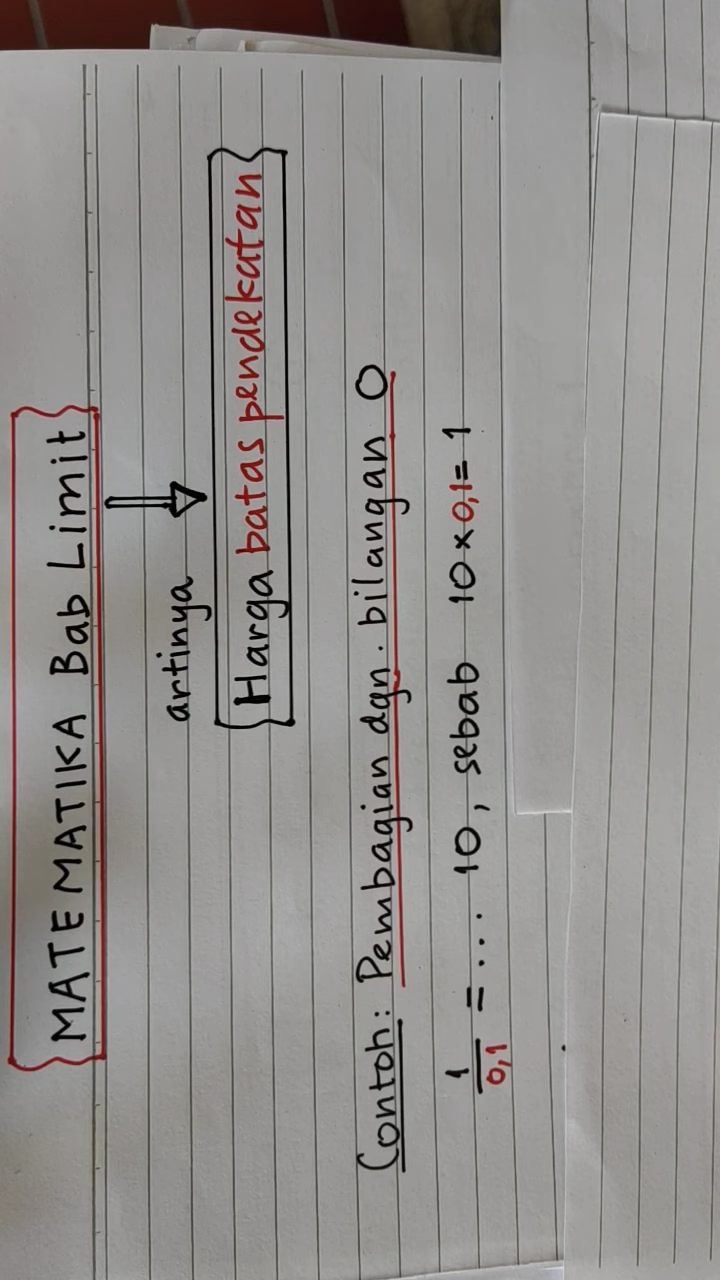 MATEMATIKA Bab Limit
artinya
Harga batas pendekatan
Contoh: Pembagian dgn. bilangan 0
1/0,1 = .... 10, sebab 10 x 0,1 = 1